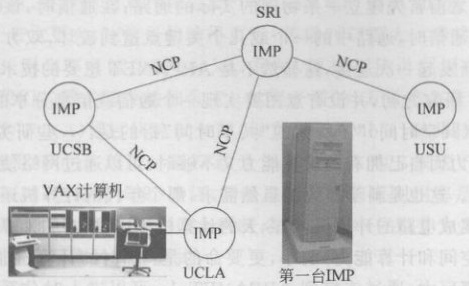 SRI
NCP
IMP
NCP
IMP
NCP
IMP
UCSB
NCP
USU
VAX计算机
IMP
UCLA
第一台IMP